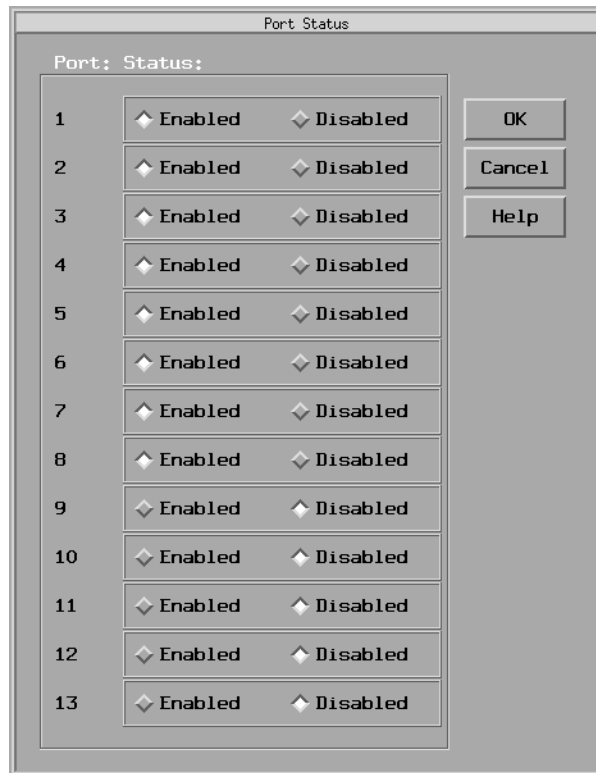 Port Status
Port: Status:
1 Enabled Disabled OK
2 Enabled Disabled Cancel
3 Enabled Disabled Help
4 Enabled Disabled
5 Enabled Disabled
6 Enabled Disabled
7 Enabled Disabled
8 Enabled Disabled
9 Enabled Disabled
10 Enabled Disabled
11 Enabled Disabled
12 Enabled Disabled
13 Enabled Disabled